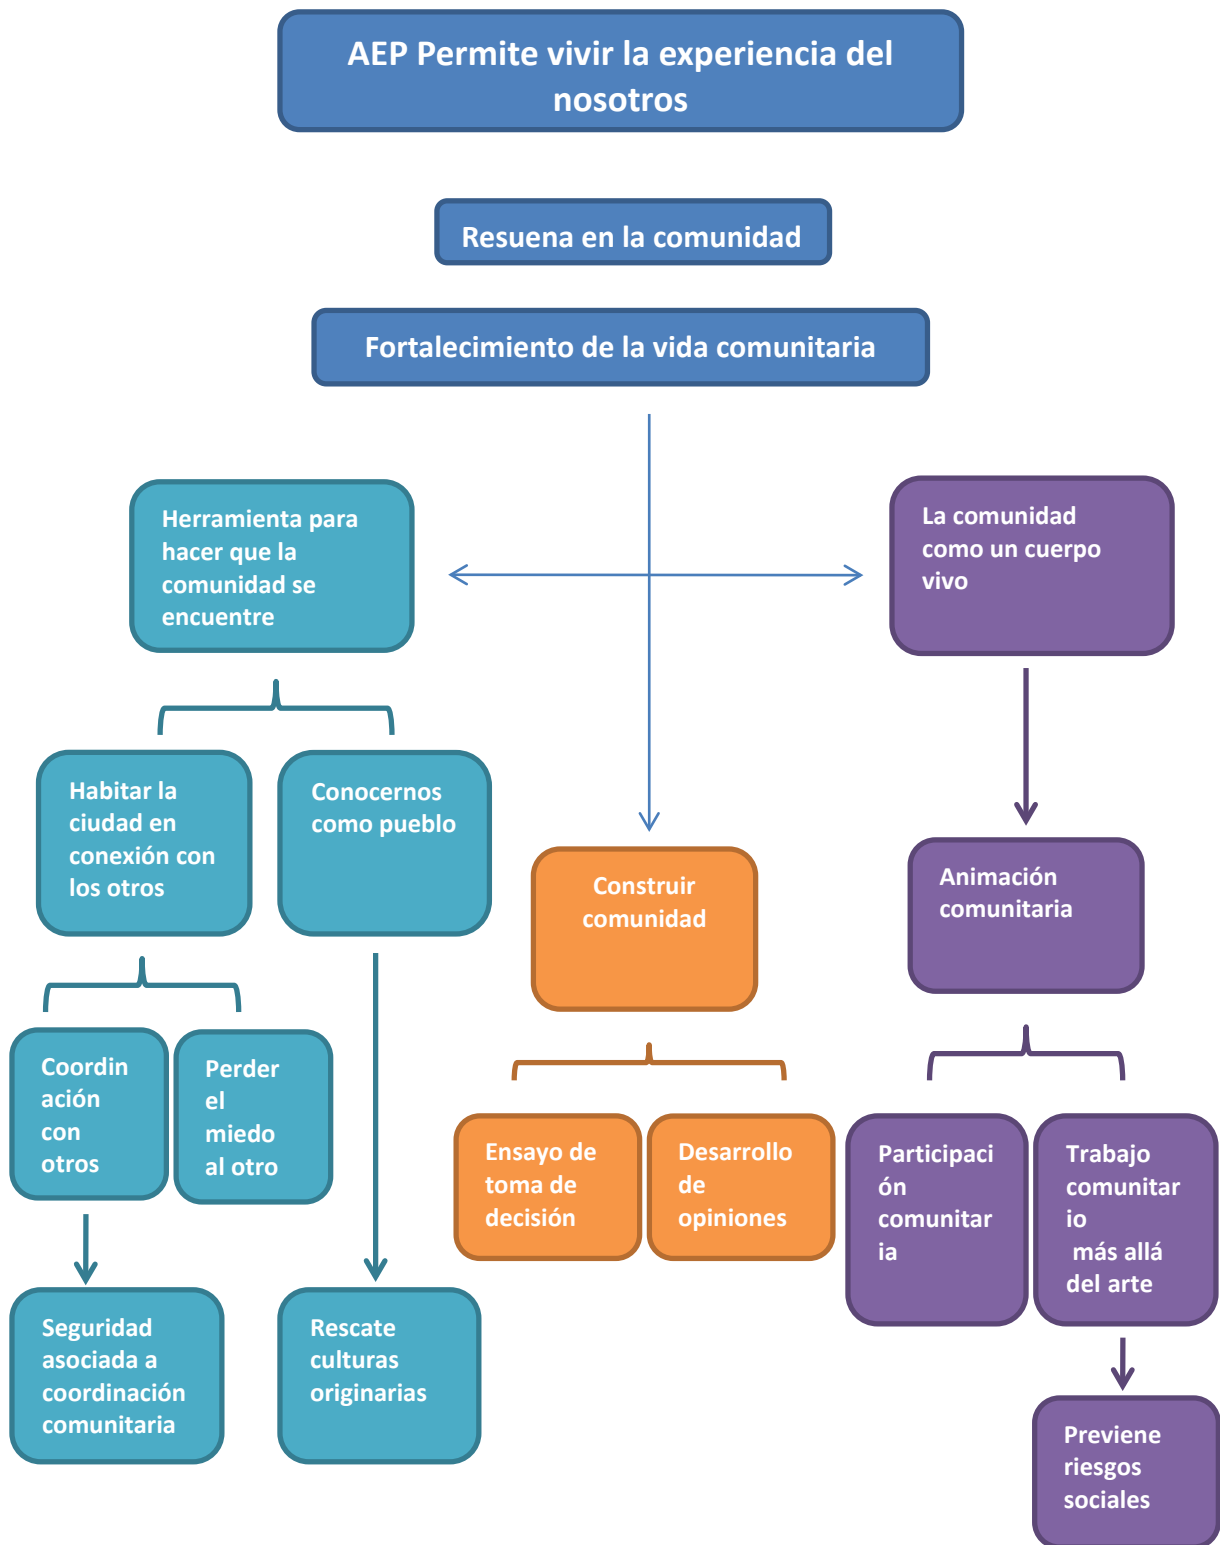 AEP Permite vivir la experiencia del
nosotros
Resuena en la comunidad
Fortalecimiento de la vida comunitaria
Herramienta para
hacer que la
comunidad se
encuentre
La comunidad
como un cuerpo
vivo
Habitar la
ciudad en
conexión con
los otros
Conocernos
como pueblo
Construir
comunidad
Animación
comunitaria
Coordin
ación
con
otros
Perder
el
miedo
al otro
Ensayo de
toma de
decisión
Desarrollo
de
opiniones
Participaci
ón
comunitar
ia
Trabajo
comunitar
io
más allá
del arte
Seguridad
asociada a
coordinación
comunitaria
Rescate
culturas
originarias
Previene
riesgos
sociales